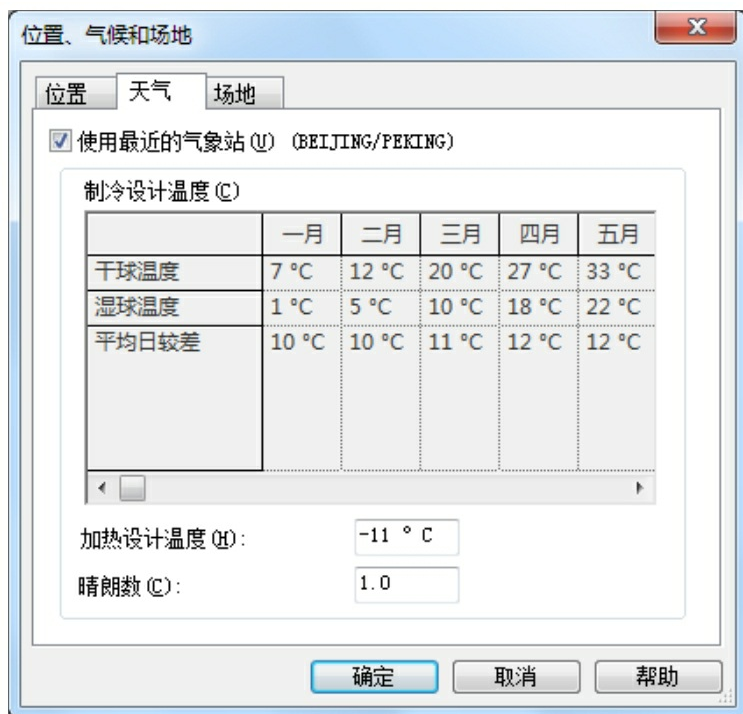 位置、气候和场地
位置 天气 场地
使用最近的气象站(U) (BEIJING/PEKING)
制冷设计温度(C)
一月 二月 三月 四月 五月
干球温度 7 °C 12 °C 20 °C 27 °C 33 °C
湿球温度 1 °C 5 °C 10 °C 18 °C 22 °C
平均日较差 10 °C 10 °C 11 °C 12 °C 12 °C
加热设计温度(H): -11 ° C
晴朗数(C): 1.0
确定 取消 帮助